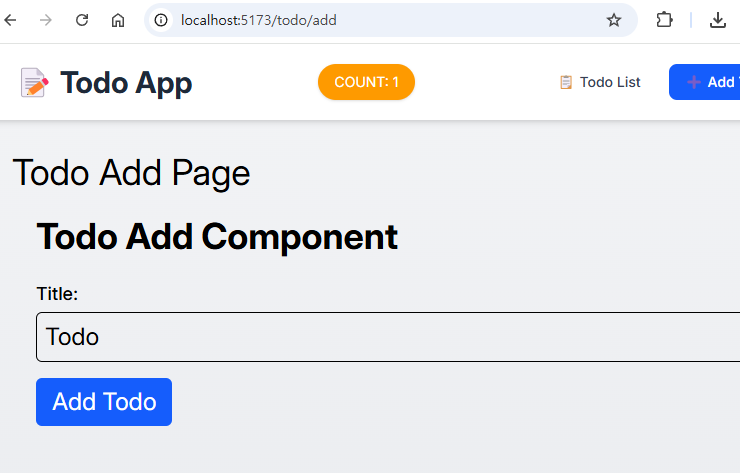 localhost:5173/todo/add
Todo App
COUNT: 1
Todo List
Add
Todo Add Page
Todo Add Component
Title:
Todo
Add Todo